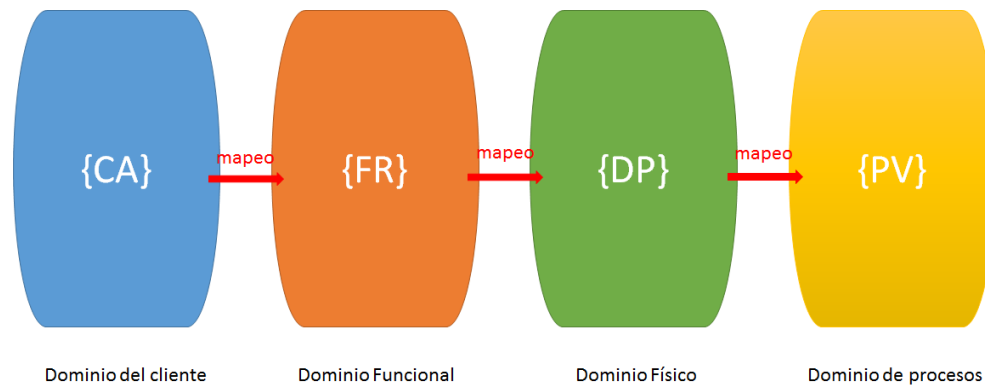 {CA}
mapeo
{FR}
mapeo
{DP}
mapeo
{PV}
Dominio del cliente
Dominio Funcional
Dominio Físico
Dominio de procesos